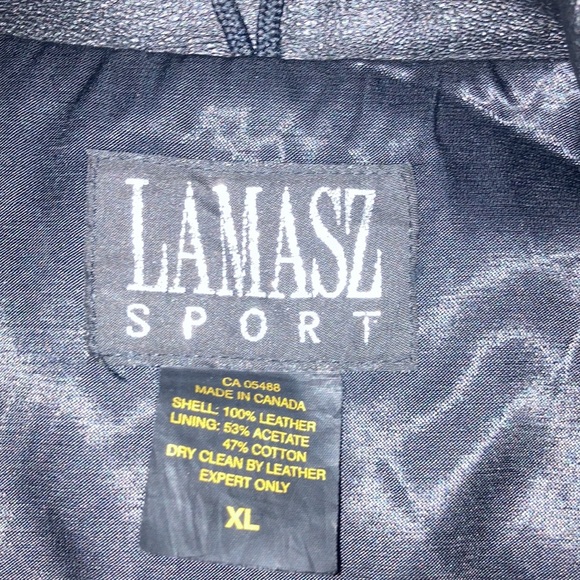 LAMASZ
SPORT
CA 05488
MADE IN CANADA
SHELL: 100% LEATHER
LINING: 53% ACETATE
47% COTTON
DRY CLEAN BY LEATHER
EXPERT ONLY
XL